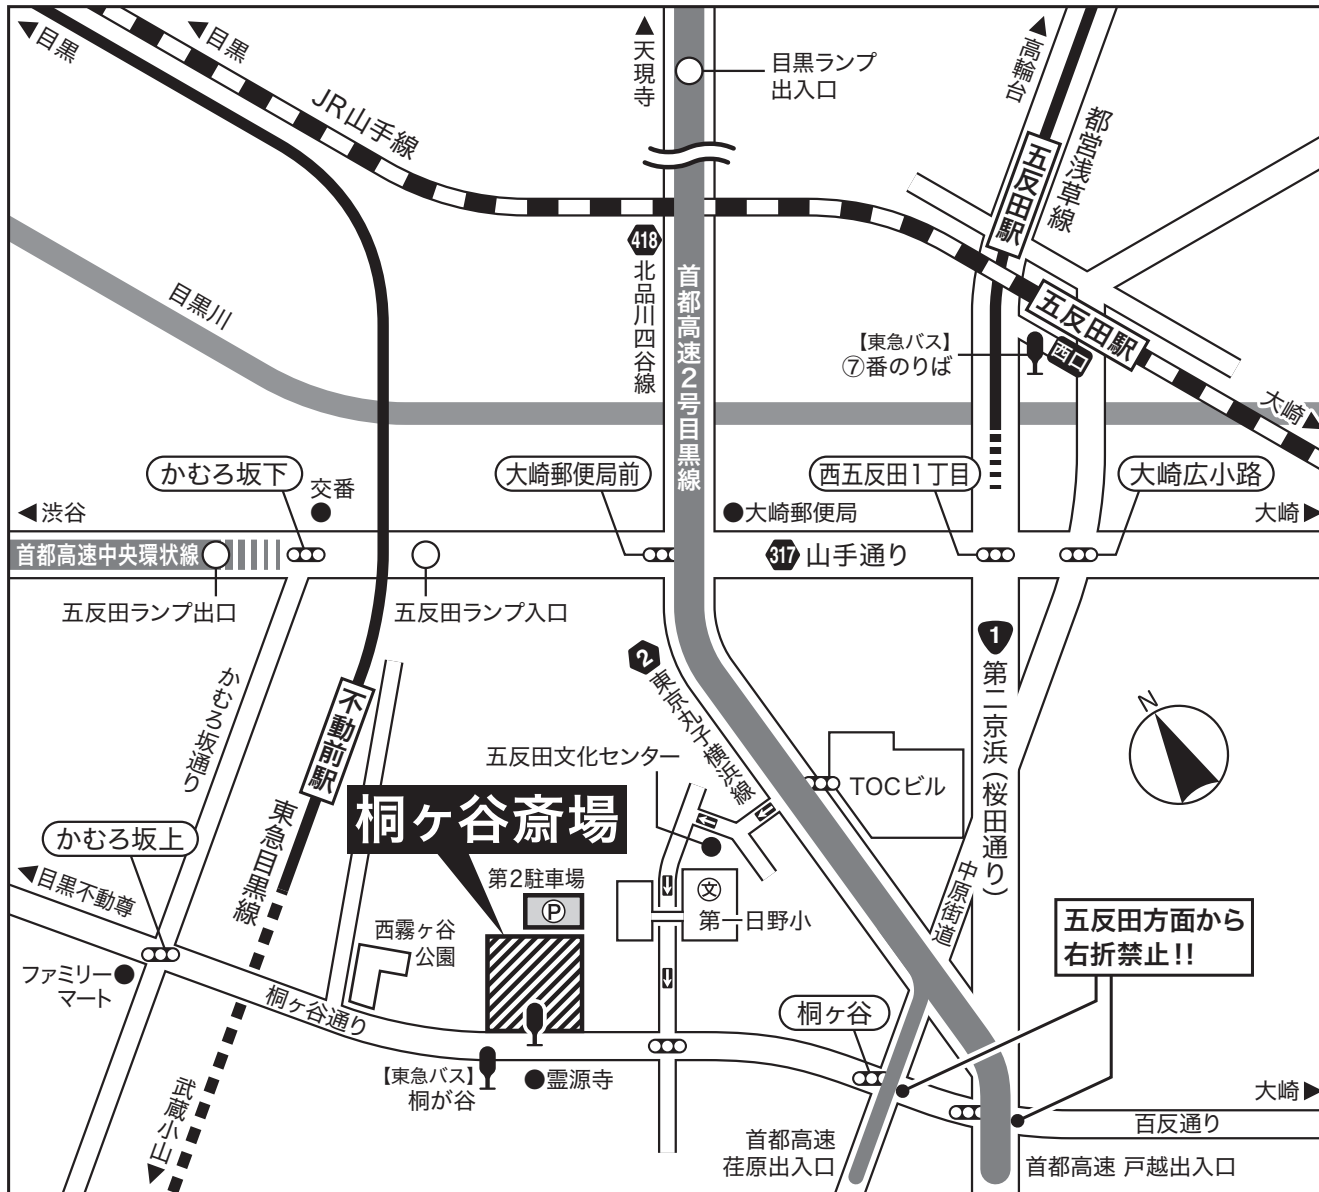 ◀目黒
◀目黒
JR山手線
▲天現寺
目黒ランプ
出入口
▲高輪台
都営浅草線
五反田駅
418
北品川四谷線
首都高速2号目黒線
目黒川
【東急バス】
⑦番のりば
五反田駅
西口
大崎▶
かむろ坂下
交番
大崎郵便局前
西五反田1丁目
大崎広小路
◀渋谷
大崎郵便局
大崎▶
首都高速中央環状線
317 山手通り
五反田ランプ出口
五反田ランプ入口
かむろ坂通り
不動前駅
2
東京丸子横浜線
1
第二京浜(桜田通り)
N
五反田文化センター
TOCビル
桐ヶ谷斎場
東急目黒線
かむろ坂上
◀目黒不動尊
第2駐車場
P
文
第一日野小
中原街道
西霧ヶ谷
公園
五反田方面から
右折禁止!!
ファミリー
マート
桐ヶ谷通り
桐ヶ谷
【東急バス】
桐が谷
霊源寺
武蔵小山▼
大崎▶
百反通り
首都高速
荏原出入口
首都高速 戸越出入口